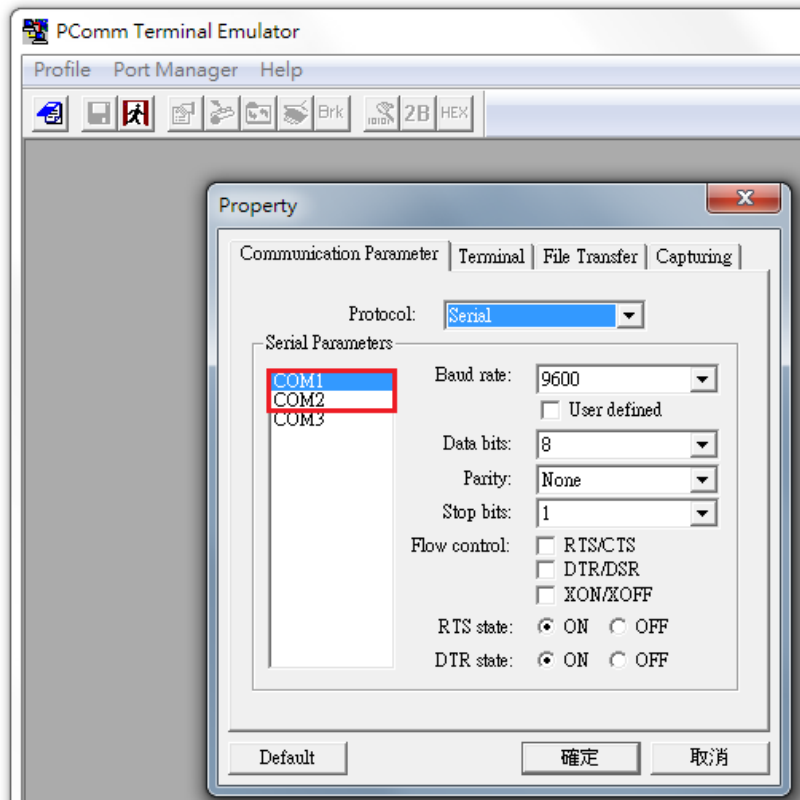 PComm Terminal Emulator
Profile Port Manager Help
Brk 2B HEX
Property
Communication Parameter Terminal File Transfer Capturing
Protocol: Serial
Serial Parameters
COM1
COM2
COM3
Baud rate: 9600
User defined
Data bits: 8
Parity: None
Stop bits: 1
Flow control: RTS/CTS
DTR/DSR
XON/XOFF
RTS state: ON OFF
DTR state: ON OFF
Default 確定 取消